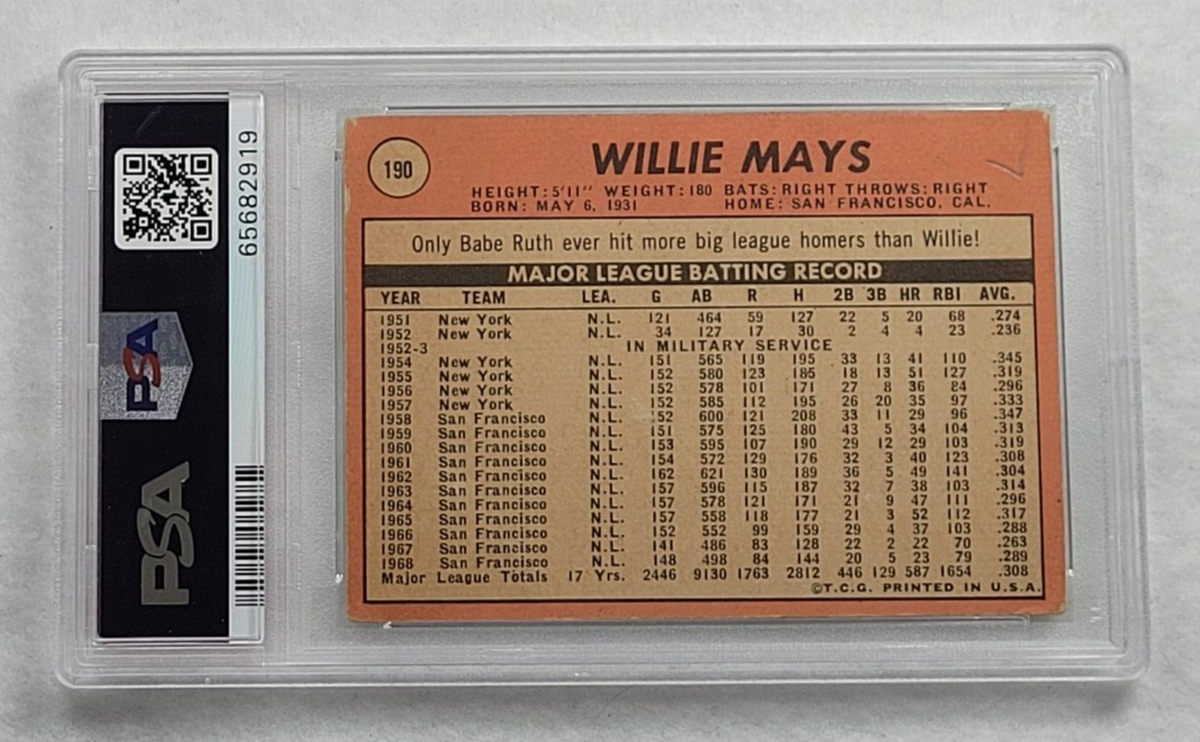 190
WILLIE MAYS
HEIGHT: 5'11" WEIGHT: 180 BATS: RIGHT THROWS: RIGHT
BORN: MAY 6, 1931 HOME: SAN FRANCISCO, CAL.
Only Babe Ruth ever hit more big league homers than Willie!
MAJOR LEAGUE BATTING RECORD
YEAR TEAM LEA. G AB R H 2B 3B HR RBI AVG.
1951 New York N.L. 121 464 59 127 22 5 20 68 .274
1952 New York N.L. 34 127 17 30 2 4 4 23 .236
1952-3 IN MILITARY SERVICE
1954 New York N.L. 151 565 119 195 33 13 41 110 .345
1955 New York N.L. 152 580 123 185 18 13 51 127 .319
1956 New York N.L. 152 578 101 171 27 8 36 84 .296
1957 New York N.L. 152 585 112 195 26 20 35 97 .333
1958 San Francisco N.L. 152 600 121 208 33 11 29 96 .347
1959 San Francisco N.L. 151 575 125 180 43 5 34 104 .313
1960 San Francisco N.L. 153 595 107 190 29 12 29 103 .319
1961 San Francisco N.L. 154 572 129 176 32 3 40 123 .308
1962 San Francisco N.L. 162 621 130 189 36 5 49 141 .304
1963 San Francisco N.L. 157 596 115 187 32 7 38 103 .314
1964 San Francisco N.L. 157 578 121 171 21 9 47 111 .296
1965 San Francisco N.L. 157 558 118 177 21 3 52 112 .317
1966 San Francisco N.L. 152 552 99 159 29 4 37 103 .288
1967 San Francisco N.L. 141 486 83 128 22 2 22 70 .263
1968 San Francisco N.L. 148 498 84 144 20 5 23 79 .289
Major League Totals 17 Yrs. 2446 9130 1763 2812 446 129 587 1654 .308
©T.C.G. PRINTED IN U.S.A.
65682919
PSA
PSA